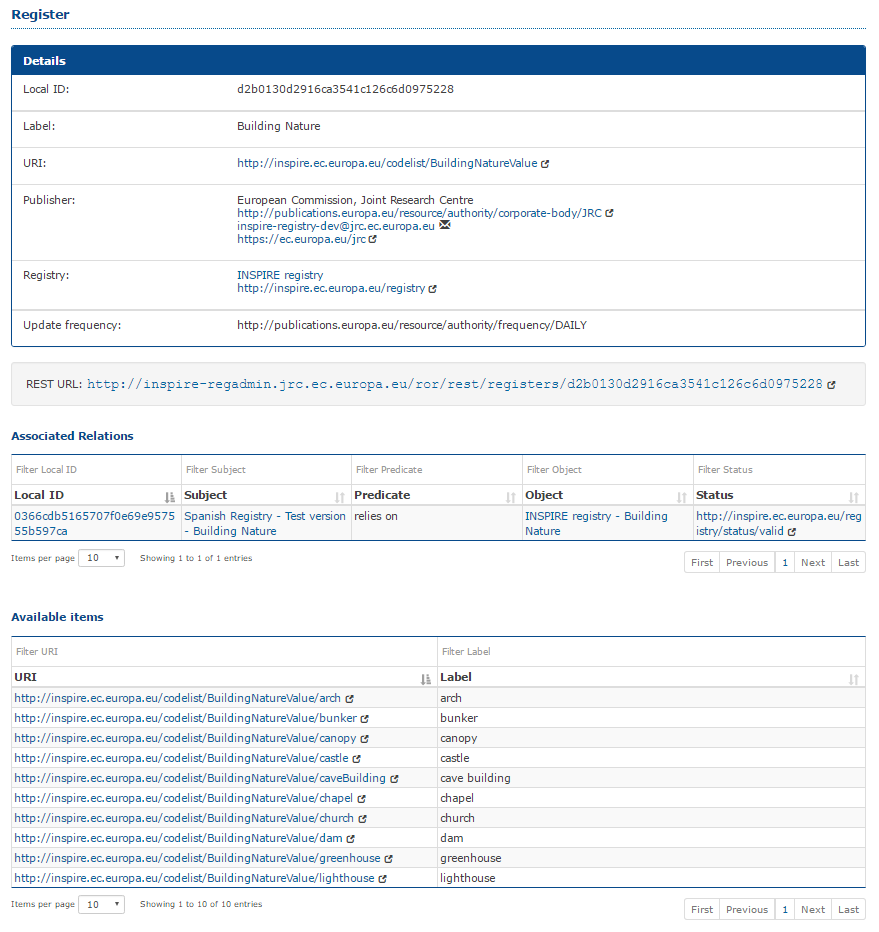 Register
Details
Local ID: d2b0130d2916ca3541c126c6d0975228
Label: Building Nature
URI: http://inspire.ec.europa.eu/codelist/BuildingNatureValue
Publisher: European Commission, Joint Research Centre
http://publications.europa.eu/resource/authority/corporate-body/JRC
inspire-registry-dev@jrc.ec.europa.eu
https://ec.europa.eu/jrc
Registry: INSPIRE registry
http://inspire.ec.europa.eu/registry
Update frequency: http://publications.europa.eu/resource/authority/frequency/DAILY
REST URL: http://inspire-regadmin.jrc.ec.europa.eu/ror/rest/registers/d2b0130d2916ca3541c126c6d0975228
Associated Relations
Filter Local ID Filter Subject Filter Predicate Filter Object Filter Status
Local ID Subject Predicate Object Status
0366cdb5165707f0e69e9575 Spanish Registry - Test version relies on INSPIRE registry - Building http://inspire.ec.europa.eu/reg
55b597ca - Building Nature Nature istry/status/valid
Items per page 10 Showing 1 to 1 of 1 entries First Previous 1 Next Last
Available items
Filter URI Filter Label
URI Label
http://inspire.ec.europa.eu/codelist/BuildingNatureValue/arch arch
http://inspire.ec.europa.eu/codelist/BuildingNatureValue/bunker bunker
http://inspire.ec.europa.eu/codelist/BuildingNatureValue/canopy canopy
http://inspire.ec.europa.eu/codelist/BuildingNatureValue/castle castle
http://inspire.ec.europa.eu/codelist/BuildingNatureValue/caveBuilding cave building
http://inspire.ec.europa.eu/codelist/BuildingNatureValue/chapel chapel
http://inspire.ec.europa.eu/codelist/BuildingNatureValue/church church
http://inspire.ec.europa.eu/codelist/BuildingNatureValue/dam dam
http://inspire.ec.europa.eu/codelist/BuildingNatureValue/greenhouse greenhouse
http://inspire.ec.europa.eu/codelist/BuildingNatureValue/lighthouse lighthouse
Items per page 10 Showing 1 to 10 of 10 entries First Previous 1 Next Last